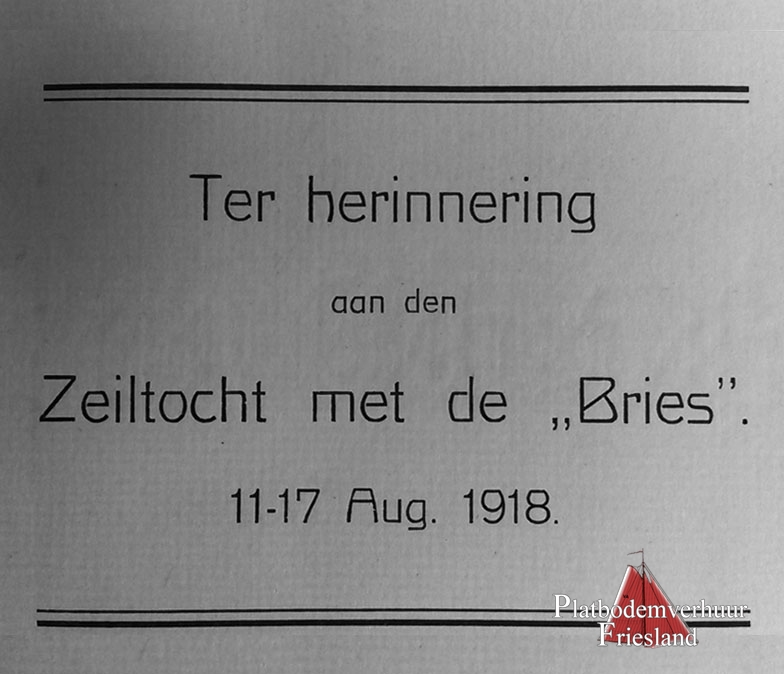 Ter herinnering
aan den
Zeiltocht met de „Bries”.
11-17 Aug. 1918.
Platbodemverhuur
Friesland